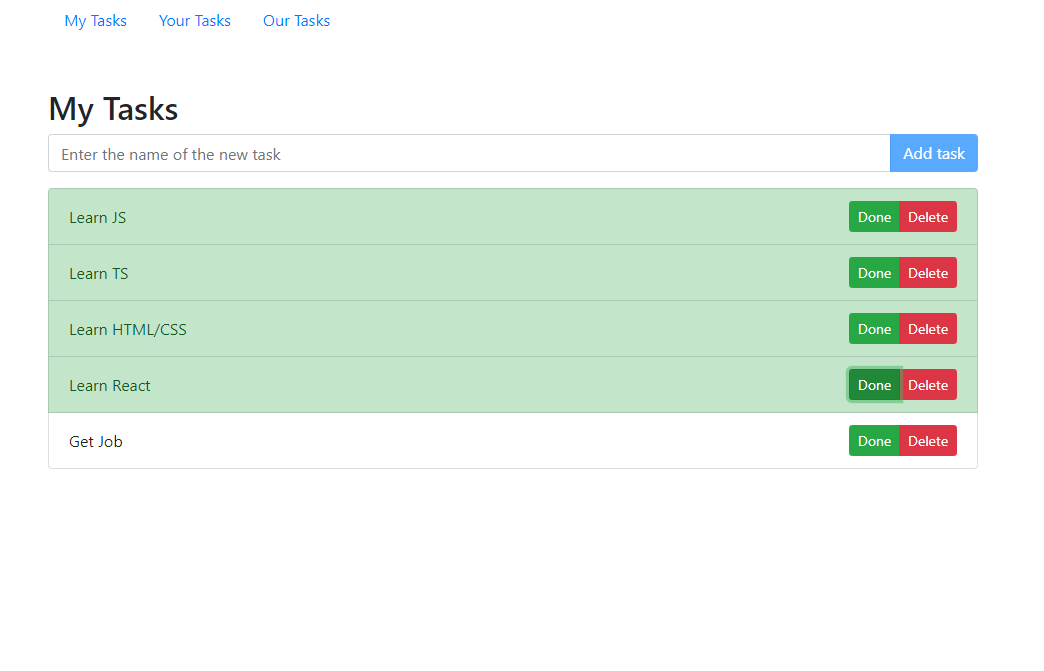 My Tasks Your Tasks Our Tasks
My Tasks
Enter the name of the new task Add task
Learn JS Done Delete
Learn TS Done Delete
Learn HTML/CSS Done Delete
Learn React Done Delete
Get Job Done Delete